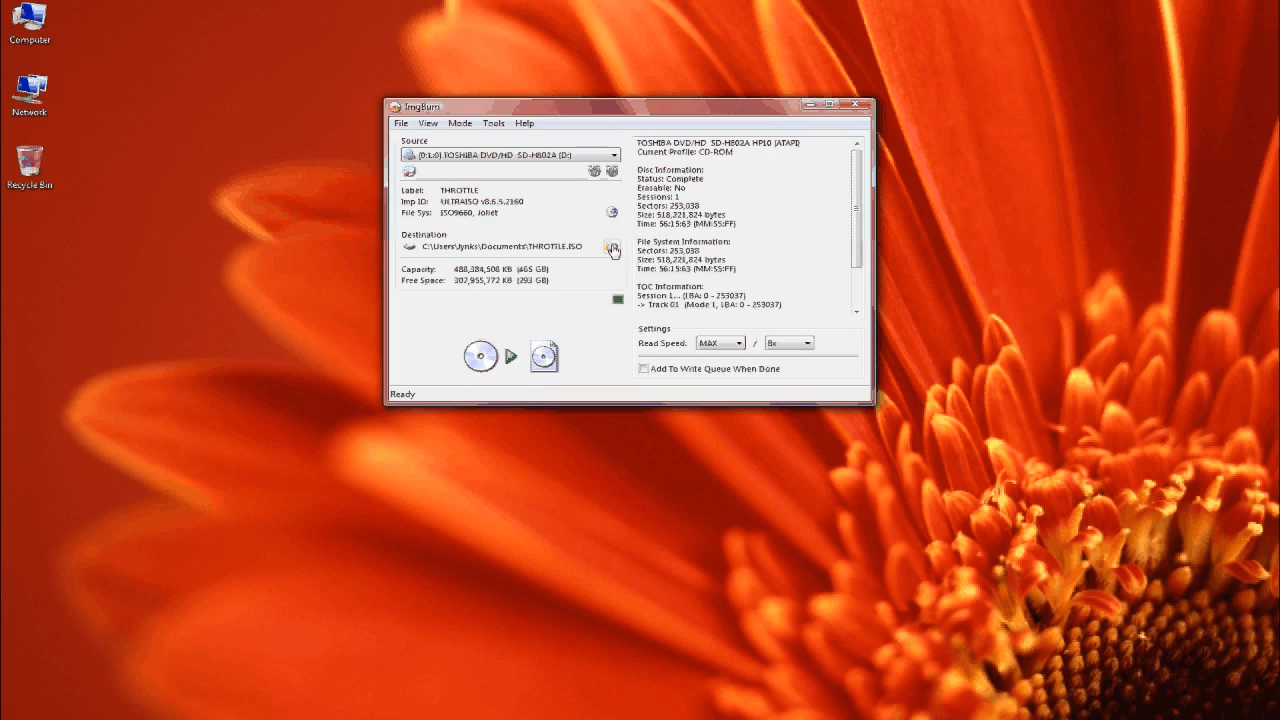 Computer
Network
Recycle Bin
ImgBurn
File View Mode Tools Help
Source
[0:1:0] TOSHIBA DVD/HD SD-H802A (D:)
Label: THROTTLE
Imp ID: ULTRAISO v8.6.5.2160
File Sys: ISO9660, Joliet
Destination
C:\Users\lynks\Documents\THROTTLE.ISO
Capacity: 488,384,508 KB (465 GB)
Free Space: 307,955,772 KB (293 GB)
TOSHIBA DVD/HD SD-H802A HP10 (ATAPI)
Current Profile: CD-ROM
Disc Information:
Status: Complete
Erasable: No
Sessions: 1
Sectors: 253,038
Size: 518,221,824 bytes
Time: 56:15:63 (MM:SS:FF)
File System Information:
Sectors: 253,038
Size: 518,221,824 bytes
Time: 56:15:63 (MM:SS:FF)
TOC Information:
Session 1... (LBA: 0 - 253037)
-> Track 01 (Mode 1, LBA: 0 - 253037)
Settings
Read Speed: MAX / 8x
Add To Write Queue When Done
Ready